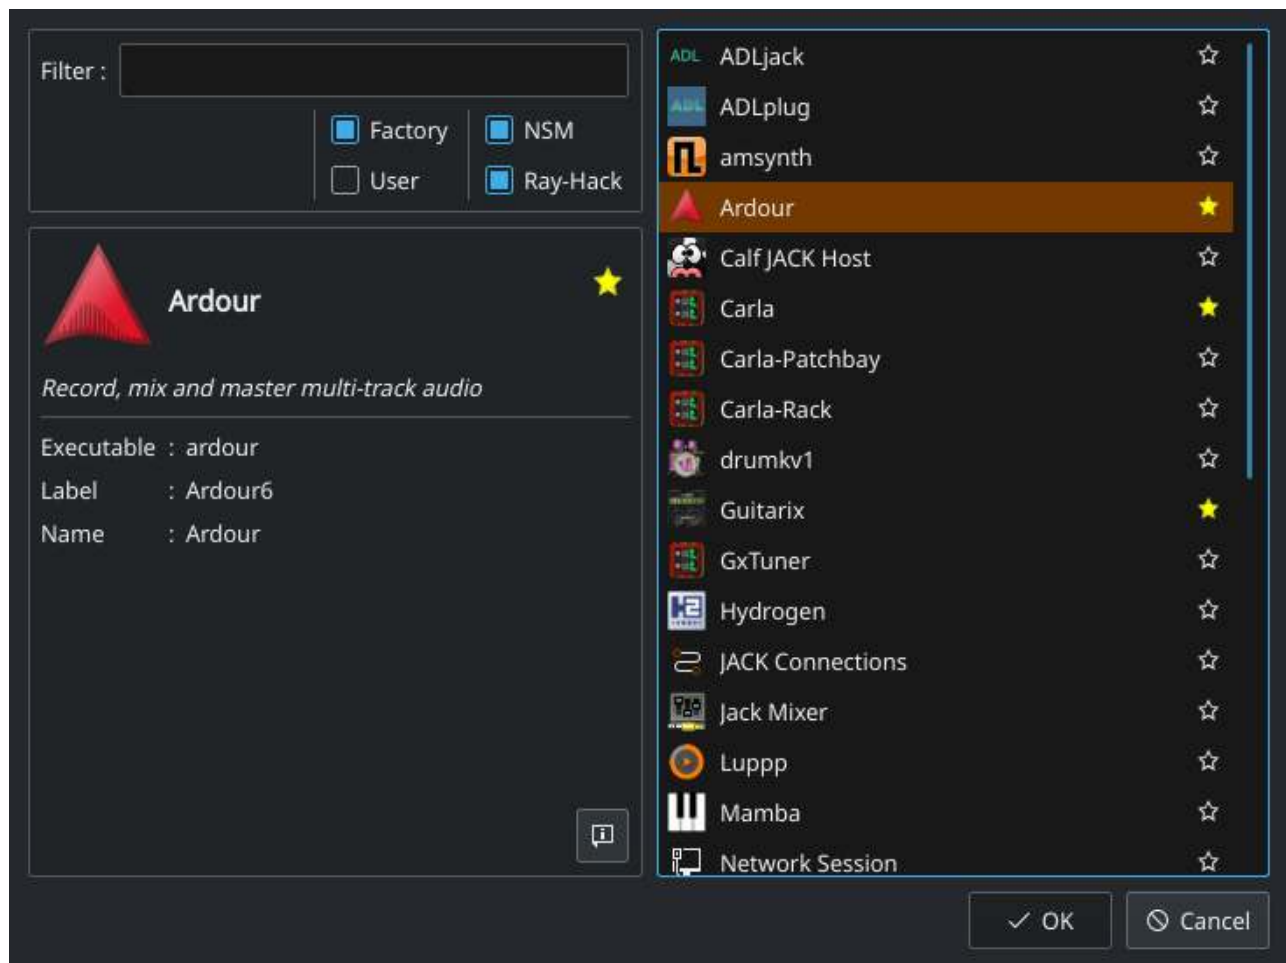 Filter :
Factory
NSM
User
Ray-Hack
Ardour
Record, mix and master multi-track audio
Executable : ardour
Label : Ardour6
Name : Ardour
ADL ADLjack
ADL ADLplug
amsynth
Ardour
Calf JACK Host
Carla
Carla-Patchbay
Carla-Rack
drumkv1
Guitarix
GxTuner
H2 Hydrogen
JACK Connections
Jack Mixer
Luppp
Mamba
Network Session
OK
Cancel